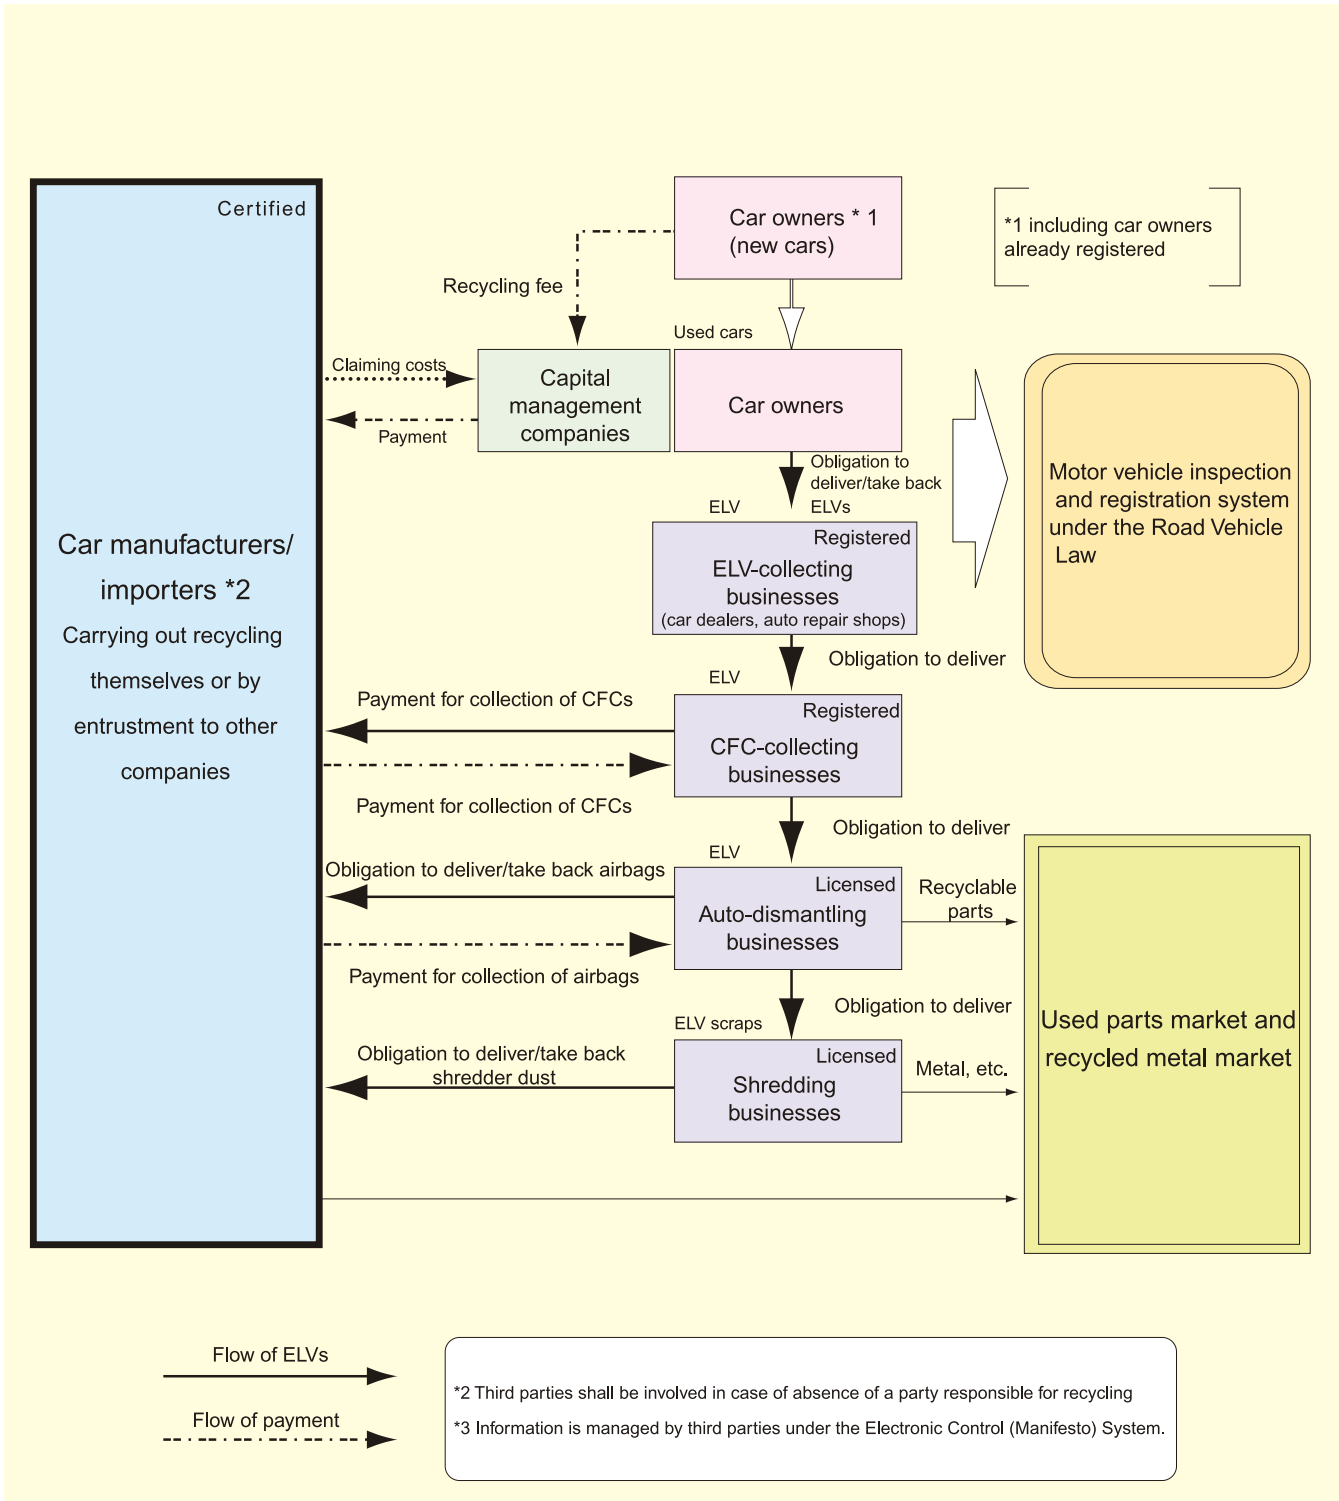 Certified
Car manufacturers/
importers *2
Carrying out recycling
themselves or by
entrustment to other
companies
Car owners * 1
(new cars)
*1 including car owners
already registered
Recycling fee
Used cars
Claiming costs
Payment
Capital
management
companies
Car owners
Obligation to
deliver/take back
ELV
ELVs
Motor vehicle inspection
and registration system
under the Road Vehicle
Law
Registered
ELV-collecting
businesses
(car dealers, auto repair shops)
Obligation to deliver
ELV
Payment for collection of CFCs
Registered
CFC-collecting
businesses
Payment for collection of CFCs
Obligation to deliver
ELV
Obligation to deliver/take back airbags
Licensed
Auto-dismantling
businesses
Recyclable
parts
Payment for collection of airbags
Obligation to deliver
ELV scraps
Obligation to deliver/take back
shredder dust
Licensed
Shredding
businesses
Metal, etc.
Used parts market and
recycled metal market
Flow of ELVs
Flow of payment
*2 Third parties shall be involved in case of absence of a party responsible for recycling
*3 Information is managed by third parties under the Electronic Control (Manifesto) System.